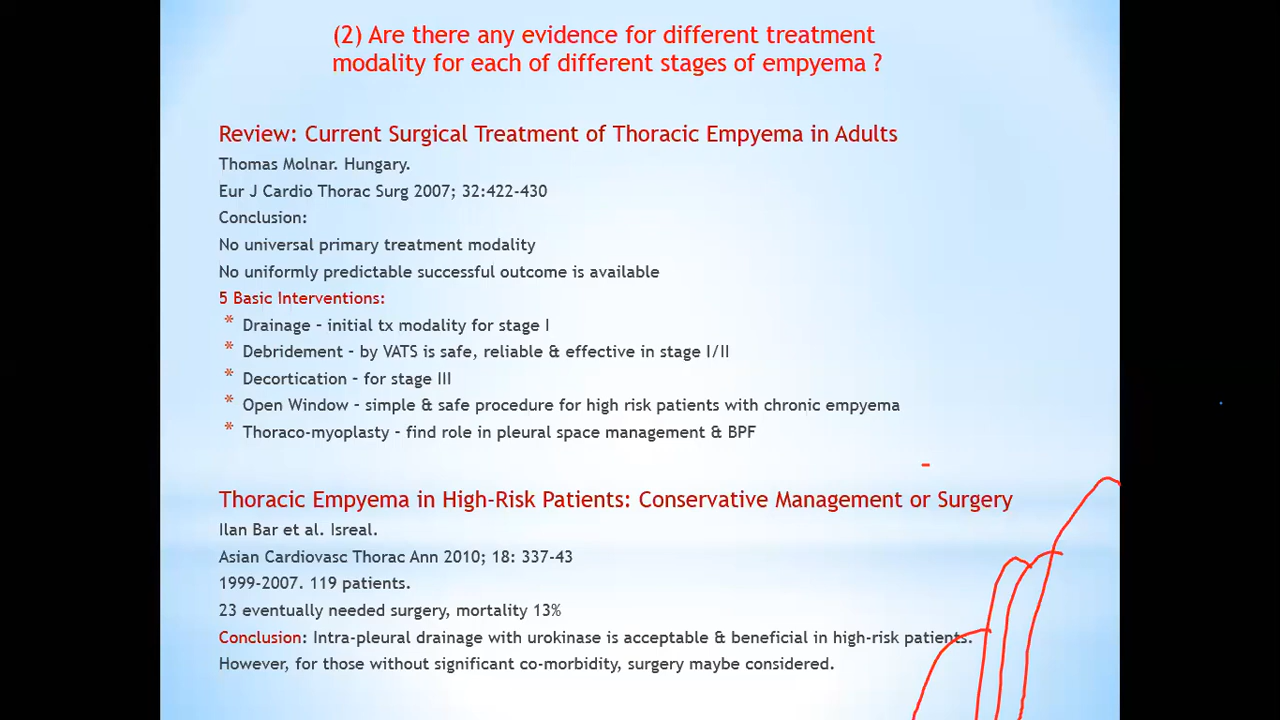 (2) Are there any evidence for different treatment
modality for each of different stages of empyema ?
Review: Current Surgical Treatment of Thoracic Empyema in Adults
Thomas Molnar. Hungary.
Eur J Cardio Thorac Surg 2007; 32:422-430
Conclusion:
No universal primary treatment modality
No uniformly predictable successful outcome is available
5 Basic Interventions:
* Drainage – initial tx modality for stage I
* Debridement – by VATS is safe, reliable & effective in stage I/II
* Decortication – for stage III
* Open Window – simple & safe procedure for high risk patients with chronic empyema
* Thoraco-myoplasty – find role in pleural space management & BPF
Thoracic Empyema in High-Risk Patients: Conservative Management or Surgery
Ilan Bar et al. Isreal.
Asian Cardiovasc Thorac Ann 2010; 18: 337-43
1999-2007. 119 patients.
23 eventually needed surgery, mortality 13%
Conclusion: Intra-pleural drainage with urokinase is acceptable & beneficial in high-risk patients.
However, for those without significant co-morbidity, surgery maybe considered.